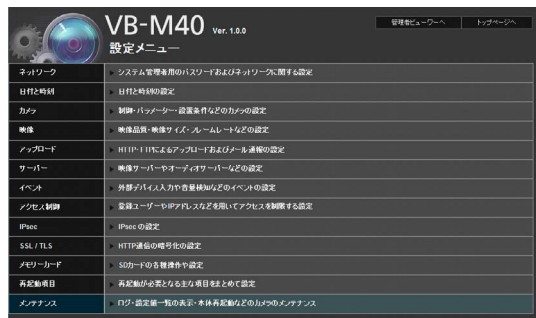 VB-M40 Ver. 1.0.0
管理者ビューワーへ
トップページへ
設定メニュー
ネットワーク
システム管理者用のパスワードおよびネットワークに関する設定
日付と時刻
日付と時刻の設定
カメラ
制御・パラメーター・設置条件などのカメラの設定
映像
映像品質・映像サイズ・フレームレートなどの設定
アップロード
HTTP・FTPによるアップロードおよびメール通報の設定
サーバー
映像サーバーやオーディオサーバーなどの設定
イベント
外部デバイス入力や音量検知などのイベントの設定
アクセス制御
登録ユーザーやIPアドレスなどを用いてアクセスを制限する設定
IPsec
IPsec の設定
SSL / TLS
HTTP通信の暗号化の設定
メモリーカード
SDカードの各種操作や設定
再起動項目
再起動が必要となる主な項目をまとめて設定
メンテナンス
ログ・設定値一覧の表示・本体再起動などのカメラのメンテナンス